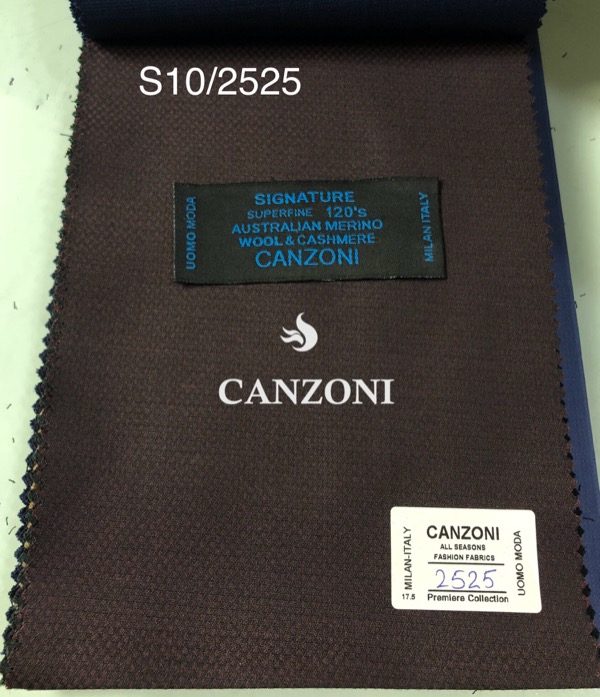 S10/2525
UOMO MODA
SIGNATURE
SUPERFINE 120's
AUSTRALIAN MERINO
WOOL & CASHMERE
CANZONI
MILAN ITALY
CANZONI
MILAN-ITALY
17.5
CANZONI
ALL SEASONS
FASHION FABRICS
2525
Premiere Collection
UOMO MODA